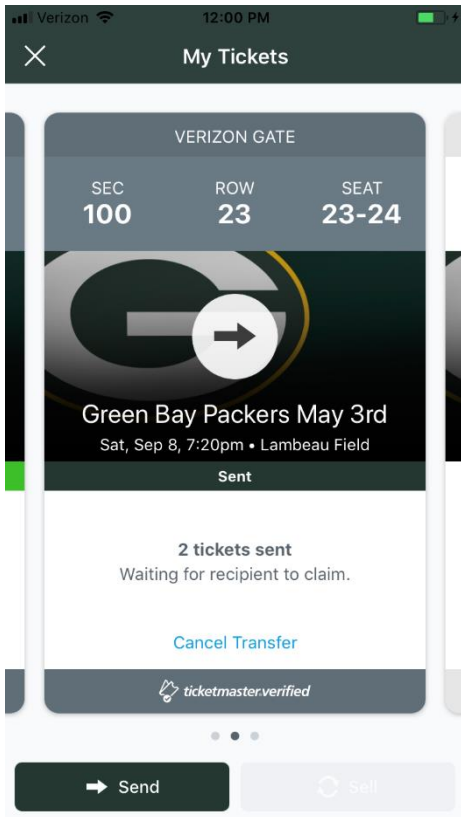 Verizon 12:00 PM
My Tickets
VERIZON GATE
SEC ROW SEAT
100 23 23-24
G
Green Bay Packers May 3rd
Sat, Sep 8, 7:20pm • Lambeau Field
Sent
2 tickets sent
Waiting for recipient to claim.
Cancel Transfer
ticketmaster.verified
Send Sell